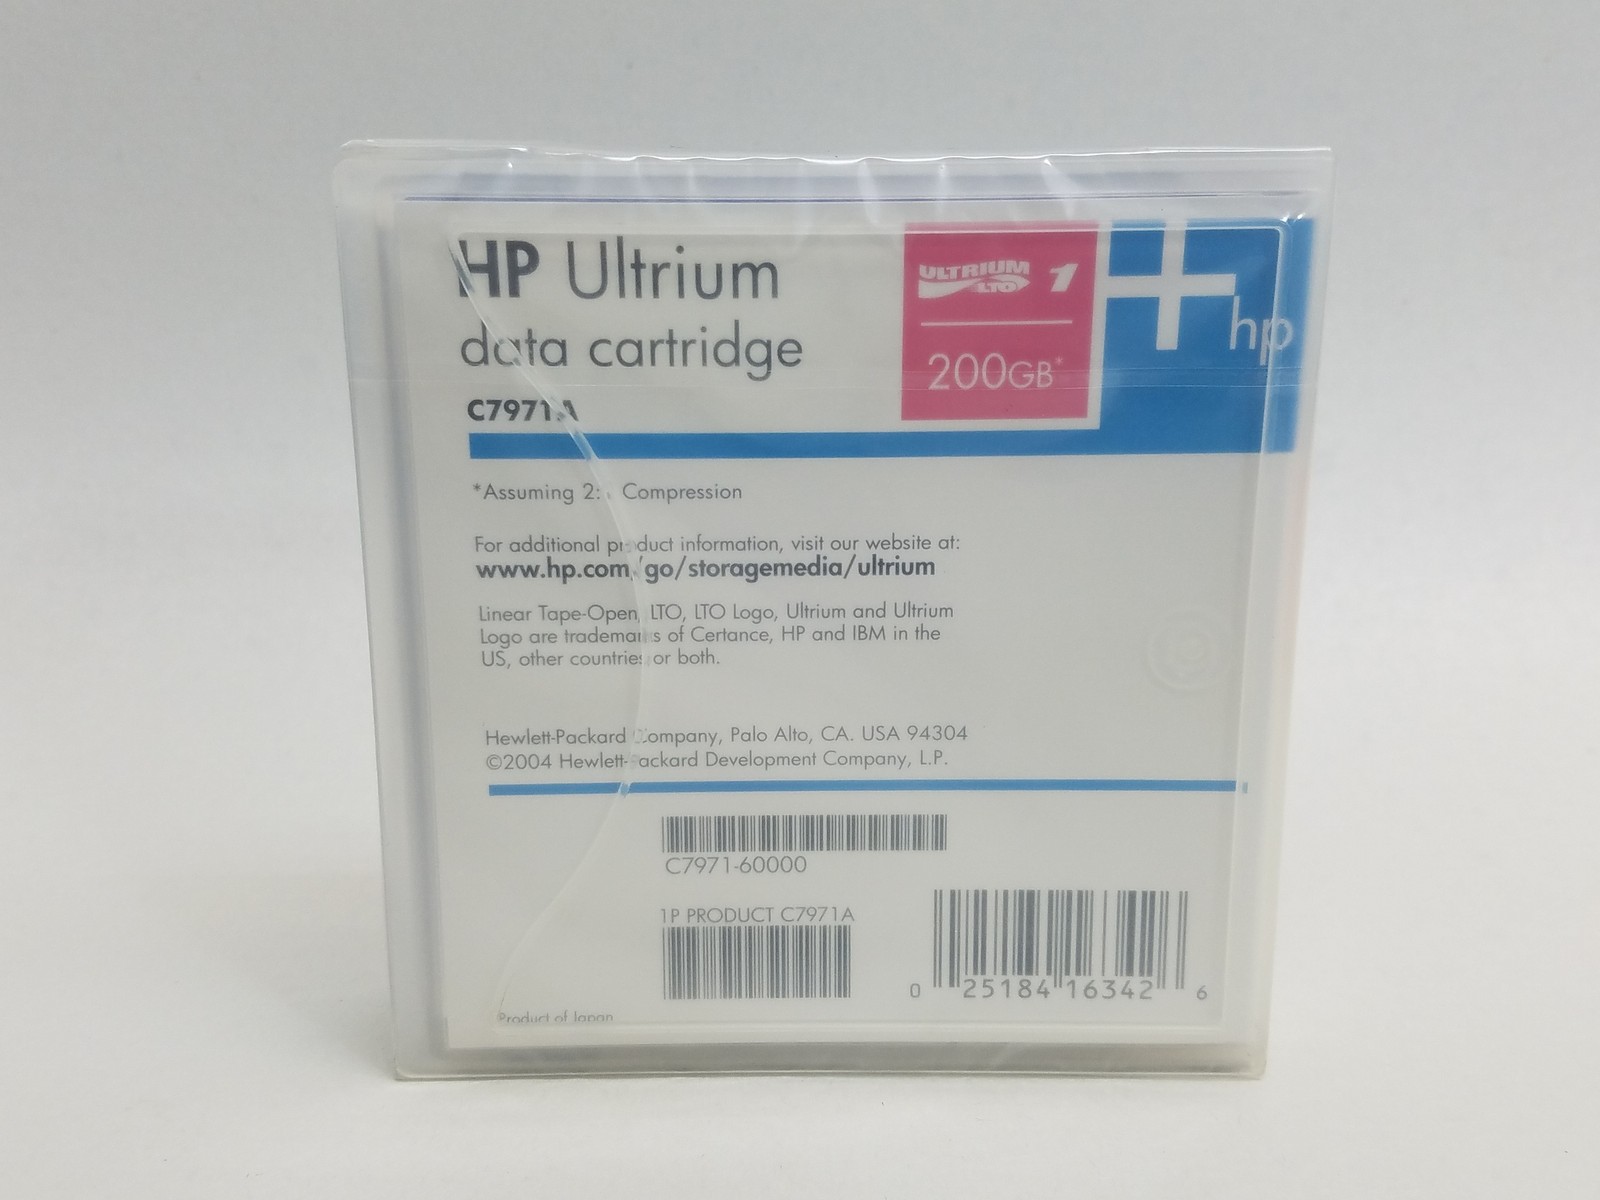 HP Ultrium
data cartridge
C7971A
ULTRIUM
LTO 1
200GB*
hp
*Assuming 2: Compression
For additional product information, visit our website at:
www.hp.com/go/storagemedia/ultrium
Linear Tape-Open, LTO, LTO Logo, Ultrium and Ultrium
Logo are trademarks of Certance, HP and IBM in the
US, other countries or both.
Hewlett-Packard Company, Palo Alto, CA. USA 94304
©2004 Hewlett-Packard Development Company, L.P.
C7971-60000
1P PRODUCT C7971A
0 25184 16342 6
Product of Japan